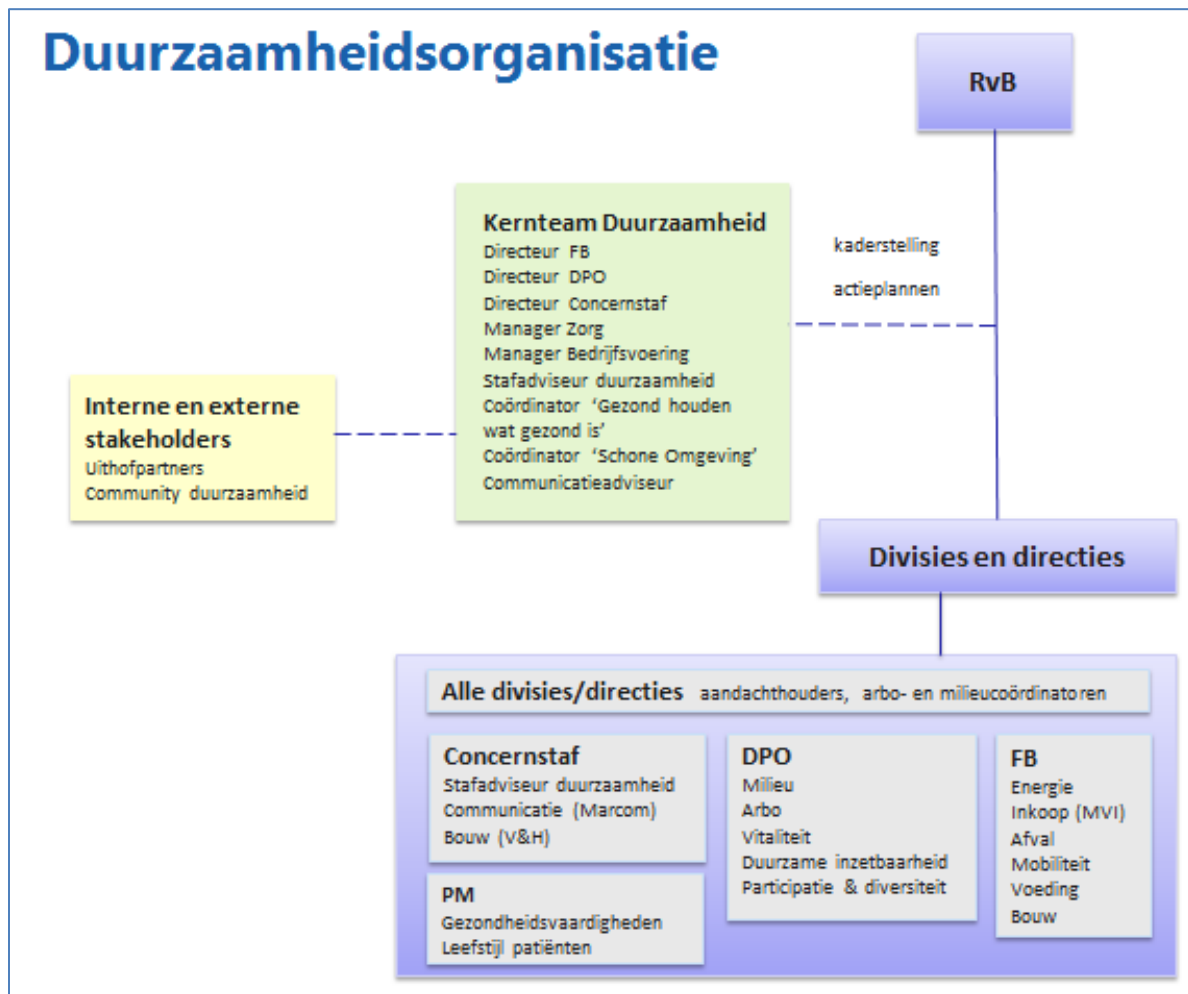 Duurzaamheidsorganisatie
RvB
Kernteam Duurzaamheid
Directeur FB
Directeur DPO
Directeur Concernstaf
Manager Zorg
Manager Bedrijfsvoering
Stafadviseur duurzaamheid
Coördinator ‘Gezond houden
wat gezond is’
Coördinator ‘Schone Omgeving’
Communicatieadviseur
kaderstelling
actieplannen
Interne en externe
stakeholders
Uithofpartners
Community duurzaamheid
Divisies en directies
Alle divisies/directies aandachthouders, arbo- en milieucoördinatoren
Concernstaf
Stafadviseur duurzaamheid
Communicatie (Marcom)
Bouw (V&H)
PM
Gezondheidsvaardigheden
Leefstijl patiënten
DPO
Milieu
Arbo
Vitaliteit
Duurzame inzetbaarheid
Participatie & diversiteit
FB
Energie
Inkoop (MVI)
Afval
Mobiliteit
Voeding
Bouw